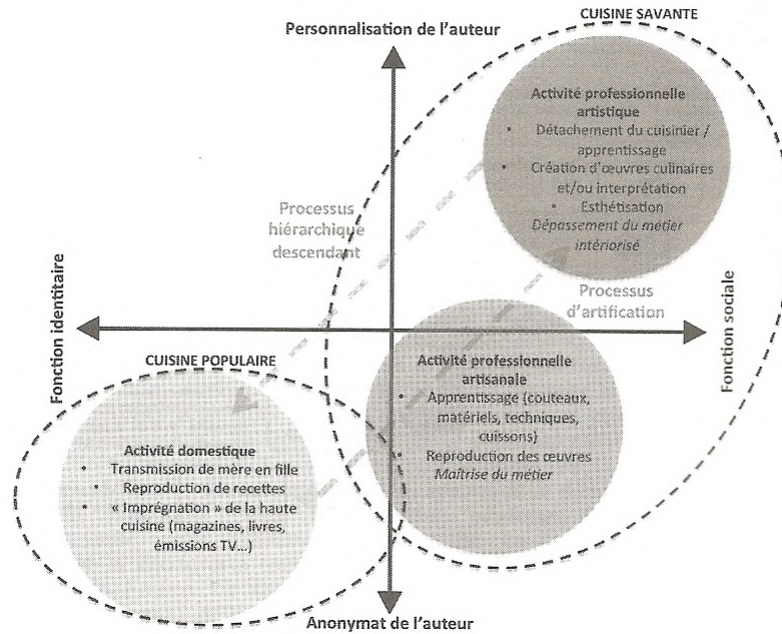 CUISINE SAVANTE
Personnalisation de l'auteur
Activité professionnelle
artistique
• Détachement du cuisinier /
apprentissage
• Création d'œuvres culinaires
et/ou interprétation
• Esthétisation
Dépassement du métier
intériorisé
Processus
hiérarchique
descendant
Processus
d'artification
Fonction identitaire
Fonction sociale
CUISINE POPULAIRE
Activité professionnelle
artisanale
• Apprentissage (couteaux,
matériels, techniques,
cuissons)
• Reproduction des œuvres
Maîtrise du métier
Activité domestique
• Transmission de mère en fille
• Reproduction de recettes
• « Imprégnation » de la haute
cuisine (magazines, livres,
émissions TV...)
Anonymat de l'auteur